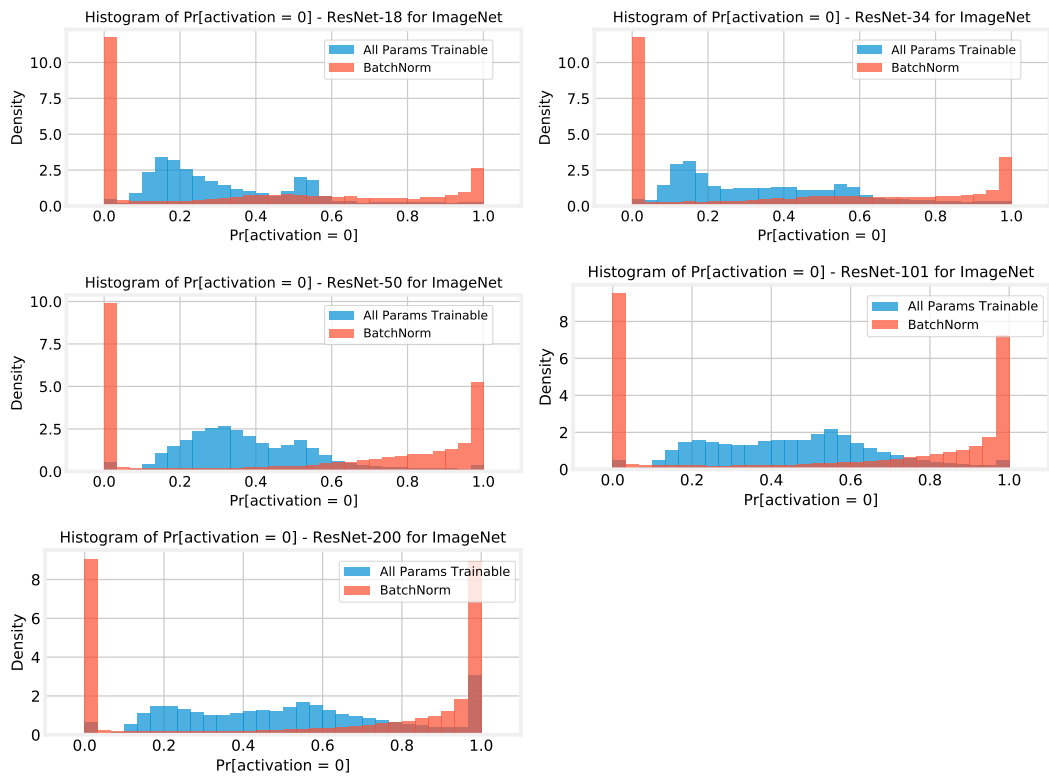 Histogram of Pr[activation = 0] - ResNet-18 for ImageNet
All Params Trainable
BatchNorm
Density
10.0
7.5
5.0
2.5
0.0
0.0 0.2 0.4 0.6 0.8 1.0
Pr[activation = 0]
Histogram of Pr[activation = 0] - ResNet-34 for ImageNet
All Params Trainable
BatchNorm
Density
10.0
7.5
5.0
2.5
0.0
0.0 0.2 0.4 0.6 0.8 1.0
Pr[activation = 0]
Histogram of Pr[activation = 0] - ResNet-50 for ImageNet
All Params Trainable
BatchNorm
Density
10.0
7.5
5.0
2.5
0.0
0.0 0.2 0.4 0.6 0.8 1.0
Pr[activation = 0]
Histogram of Pr[activation = 0] - ResNet-101 for ImageNet
All Params Trainable
BatchNorm
Density
8
6
4
2
0
0.0 0.2 0.4 0.6 0.8 1.0
Pr[activation = 0]
Histogram of Pr[activation = 0] - ResNet-200 for ImageNet
All Params Trainable
BatchNorm
Density
8
6
4
2
0
0.0 0.2 0.4 0.6 0.8 1.0
Pr[activation = 0]